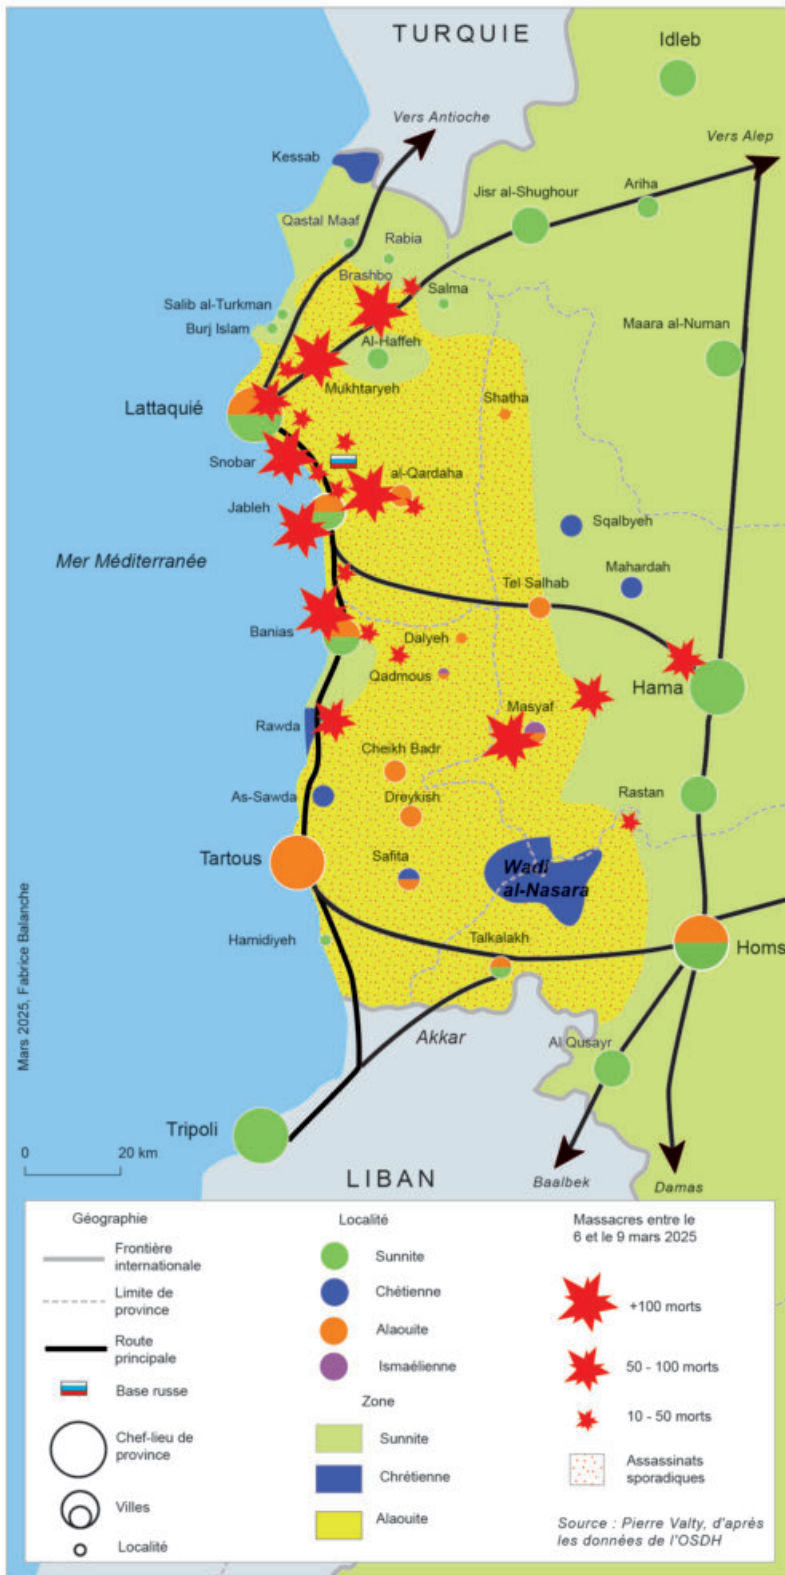 TURQUIE
Idleb
Vers Antioche
Vers Alep
Kessab
Jisr al-Shughour
Ariha
Qastal Maaf
Rabia
Brashbo
Salma
Salib al-Turkman
Burj Islam
Maara al-Numan
Al-Haffeh
Mukhtaryeh
Lattaquié
Shatha
Snobar
al-Qardaha
Jableh
Sqalbyeh
Mer Méditerranée
Mahardah
Tel Salhab
Banias
Dalyeh
Qadmous
Hama
Masyaf
Rawda
Cheikh Badr
As-Sawda
Dreykish
Rastan
Tartous
Safita
Wadi
al-Nasara
Hamidiyeh
Talkalakh
Homs
Mars 2025, Fabrice Balanche
Akkar
Al Qusayr
Tripoli
0 20 km
LIBAN
Baalbek
Damas
Géographie
Frontière
internationale
Limite de
province
Route
principale
Base russe
Chef-lieu de
province
Villes
Localité
Localité
Sunnite
Chétienne
Alaouite
Ismaélienne
Zone
Sunnite
Chrétienne
Alaouite
Massacres entre le
6 et le 9 mars 2025
+100 morts
50 - 100 morts
10 - 50 morts
Assassinats
sporadiques
Source : Pierre Valty, d'après
les données de l'OSDH